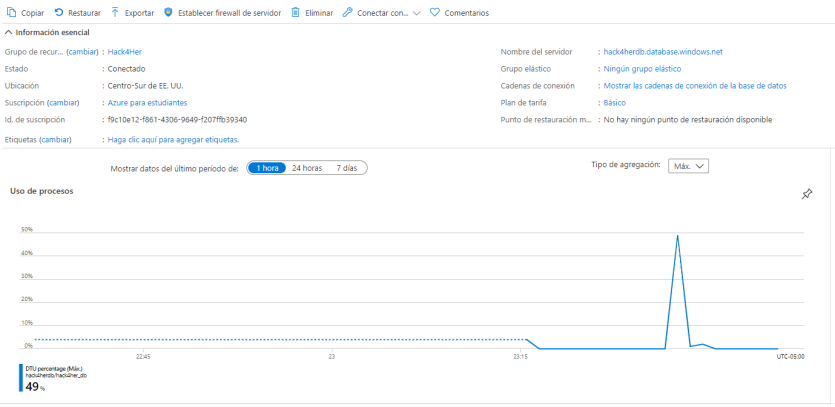 Copiar Restaurar Exportar Establecer firewall de servidor Eliminar Conectar con... Comentarios
Información esencial
Grupo de recur... (cambiar) : Hack4Her
Nombre del servidor : hack4herdb.database.windows.net
Estado : Conectado
Grupo elástico : Ningún grupo elástico
Ubicación : Centro-Sur de EE. UU.
Cadenas de conexión : Mostrar las cadenas de conexión de la base de datos
Suscripción (cambiar) : Azure para estudiantes
Plan de tarifa : Básico
Id. de suscripción : f9c10e12-f861-4306-9649-f207ffb39340
Punto de restauración m... : No hay ningún punto de restauración disponible
Etiquetas (cambiar) : Haga clic aquí para agregar etiquetas.
Mostrar datos del último período de: 1 hora 24 horas 7 días
Tipo de agregación: Máx.
Uso de procesos
50%
40%
30%
20%
10%
0%
22:45 23 23:15 UTC-05:00
DTU percentage (Máx.)
hack4herdb/hack4her_db
49 %